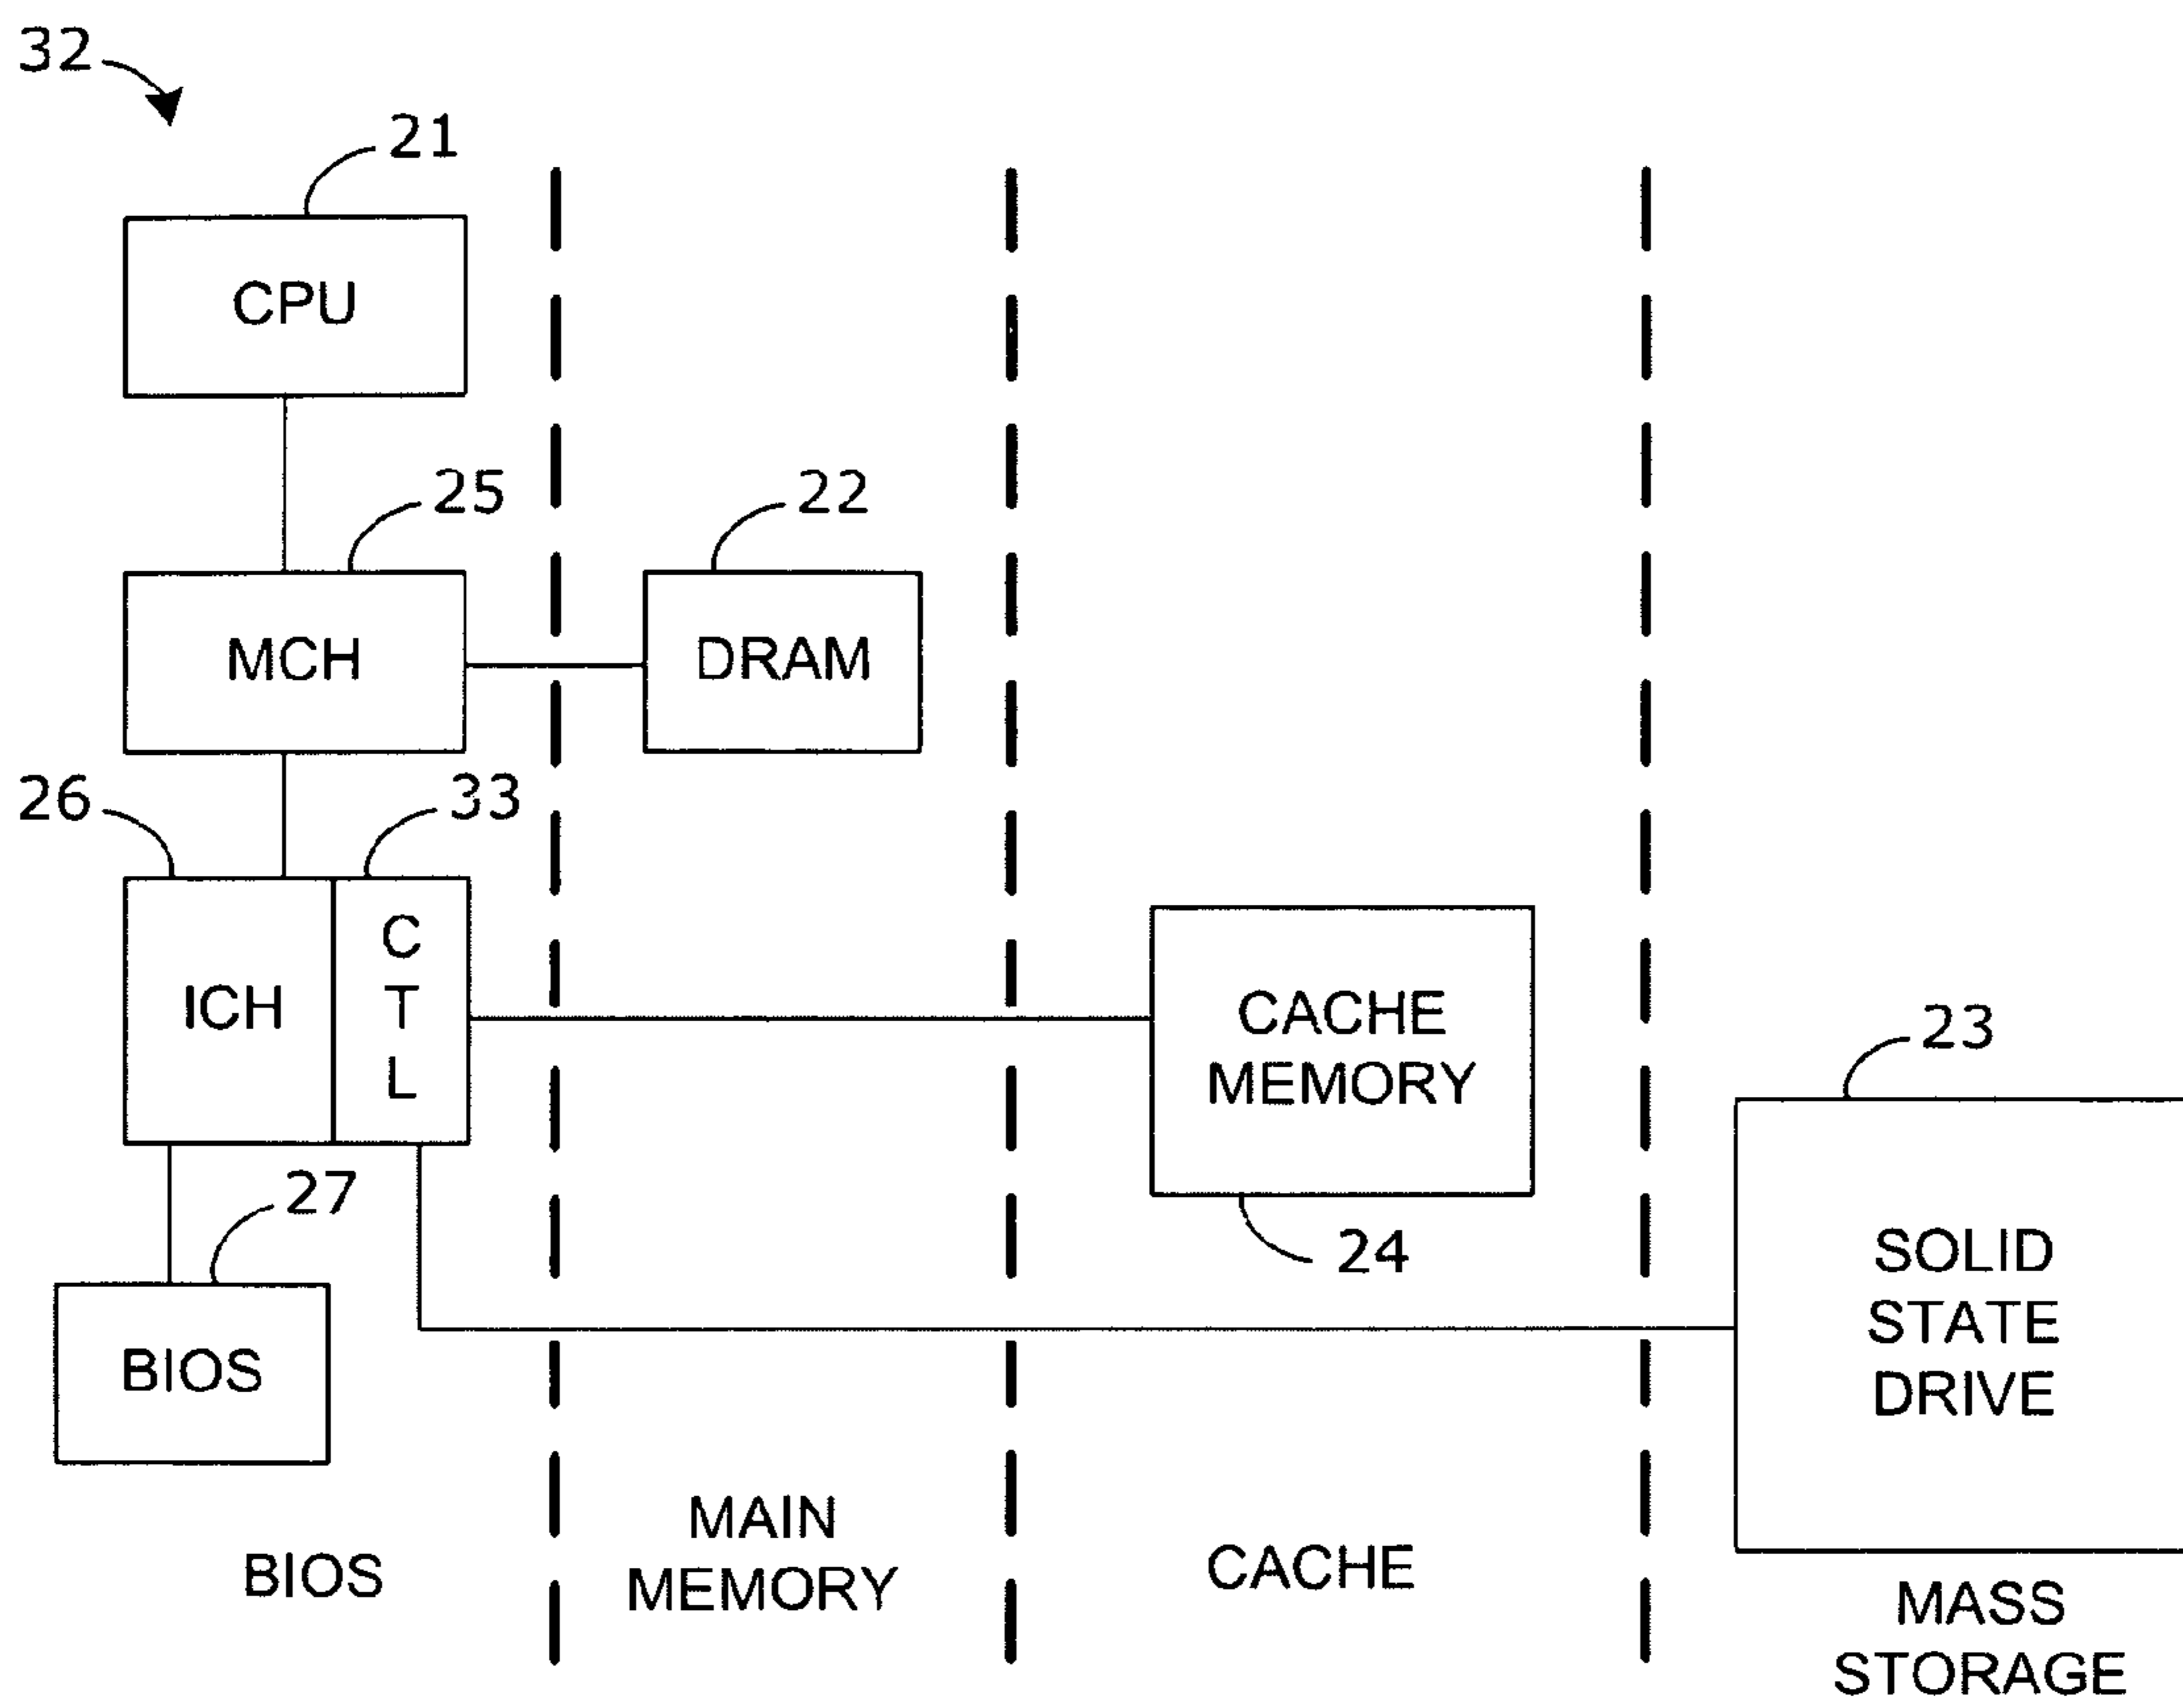 32
21
CPU
25
22
MCH
DRAM
26
33
ICH
C
T
L
CACHE
MEMORY
23
27
24
SOLID
STATE
DRIVE
BIOS
MAIN
MEMORY
BIOS
CACHE
MASS
STORAGE